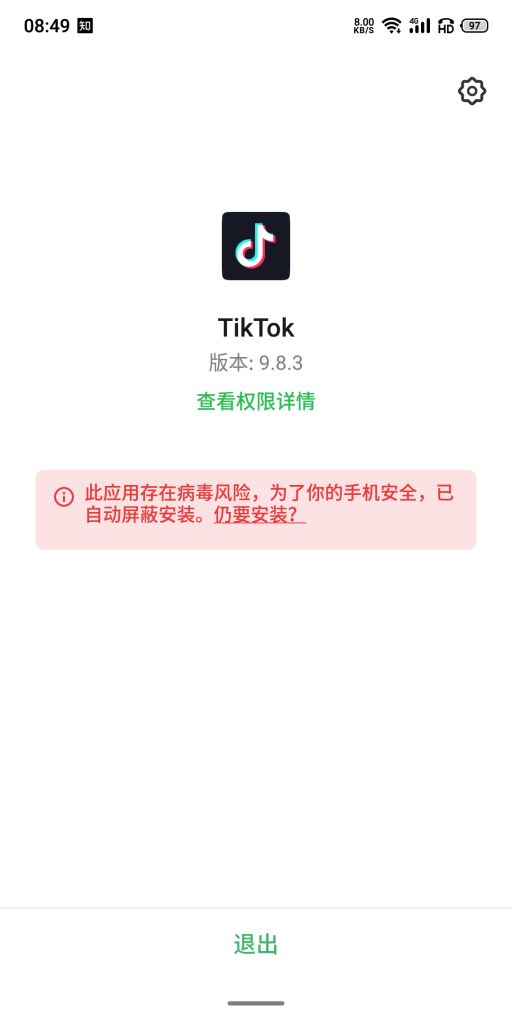 08:49 知 8.00 KB/S 4G HD 97
TikTok
版本: 9.8.3
查看权限详情
此应用存在病毒风险，为了你的手机安全，已
自动屏蔽安装。仍要安装？
退出